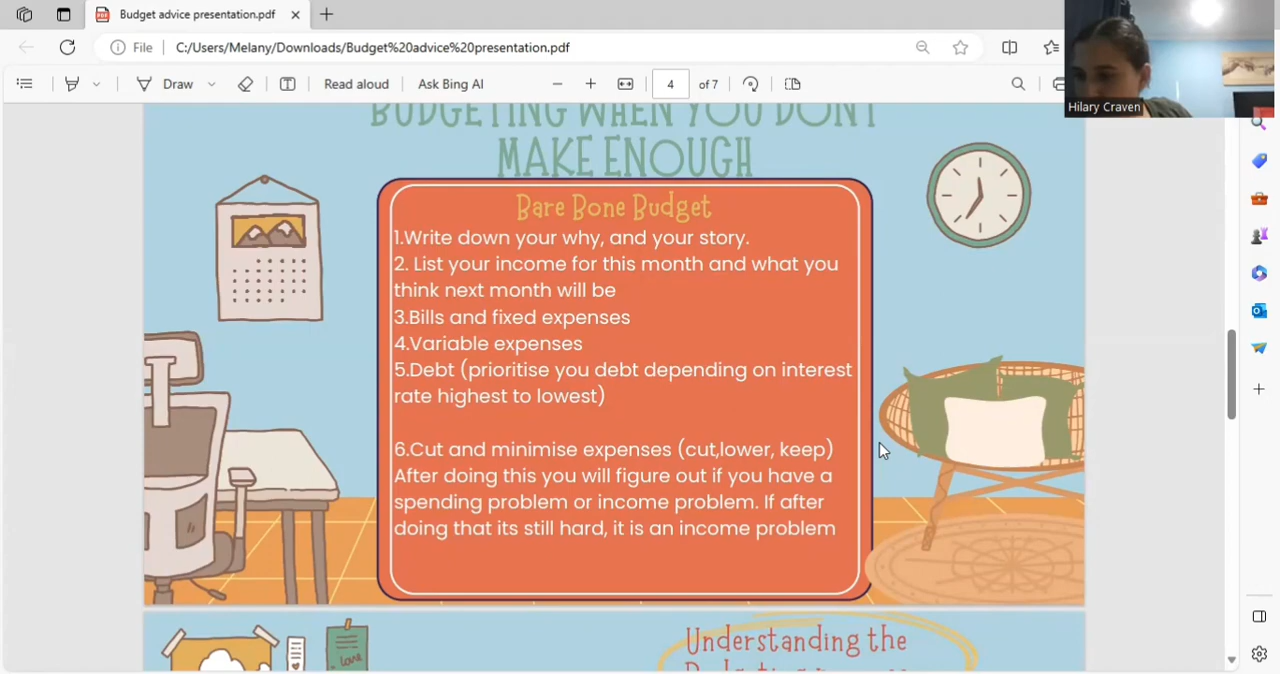 Budget advice presentation.pdf
File
C:/Users/Melany/Downloads/Budget%20advice%20presentation.pdf
Draw
Read aloud
Ask Bing AI
4
of 7
Hilary Craven
BUDGETING WHEN YOU DON'T
MAKE ENOUGH
Bare Bone Budget
1.Write down your why, and your story.
2. List your income for this month and what you
think next month will be
3.Bills and fixed expenses
4.Variable expenses
5.Debt (prioritise you debt depending on interest
rate highest to lowest)
6.Cut and minimise expenses (cut,lower, keep)
After doing this you will figure out if you have a
spending problem or income problem. If after
doing that its still hard, it is an income problem
love
Understanding the